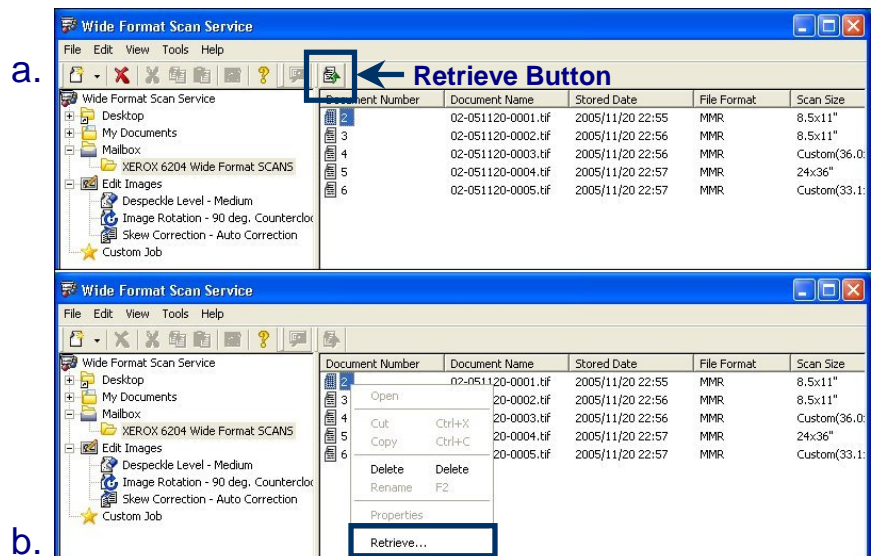 Wide Format Scan Service
File Edit View Tools Help
a.
Retrieve Button
Wide Format Scan Service
Desktop
My Documents
Mailbox
XEROX 6204 Wide Format SCANS
Edit Images
Despeckle Level - Medium
Image Rotation - 90 deg. Counterclo
Skew Correction - Auto Correction
Custom Job
Document Number Document Name Stored Date File Format Scan Size
2 02-051120-0001.tif 2005/11/20 22:55 MMR 8.5x11"
3 02-051120-0002.tif 2005/11/20 22:56 MMR 8.5x11"
4 02-051120-0003.tif 2005/11/20 22:56 MMR Custom(36.0:
5 02-051120-0004.tif 2005/11/20 22:57 MMR 24x36"
6 02-051120-0005.tif 2005/11/20 22:57 MMR Custom(33.1:
Wide Format Scan Service
File Edit View Tools Help
Wide Format Scan Service
Desktop
My Documents
Mailbox
XEROX 6204 Wide Format SCANS
Edit Images
Despeckle Level - Medium
Image Rotation - 90 deg. Counterclo
Skew Correction - Auto Correction
Custom Job
Document Number Document Name Stored Date File Format Scan Size
2 02-051120-0001.tif 2005/11/20 22:55 MMR 8.5x11"
3 20-0002.tif 2005/11/20 22:56 MMR 8.5x11"
4 20-0003.tif 2005/11/20 22:56 MMR Custom(36.0:
5 20-0004.tif 2005/11/20 22:57 MMR 24x36"
6 20-0005.tif 2005/11/20 22:57 MMR Custom(33.1:
Open
Cut Ctrl+X
Copy Ctrl+C
Delete Delete
Rename F2
Properties
Retrieve...
b.